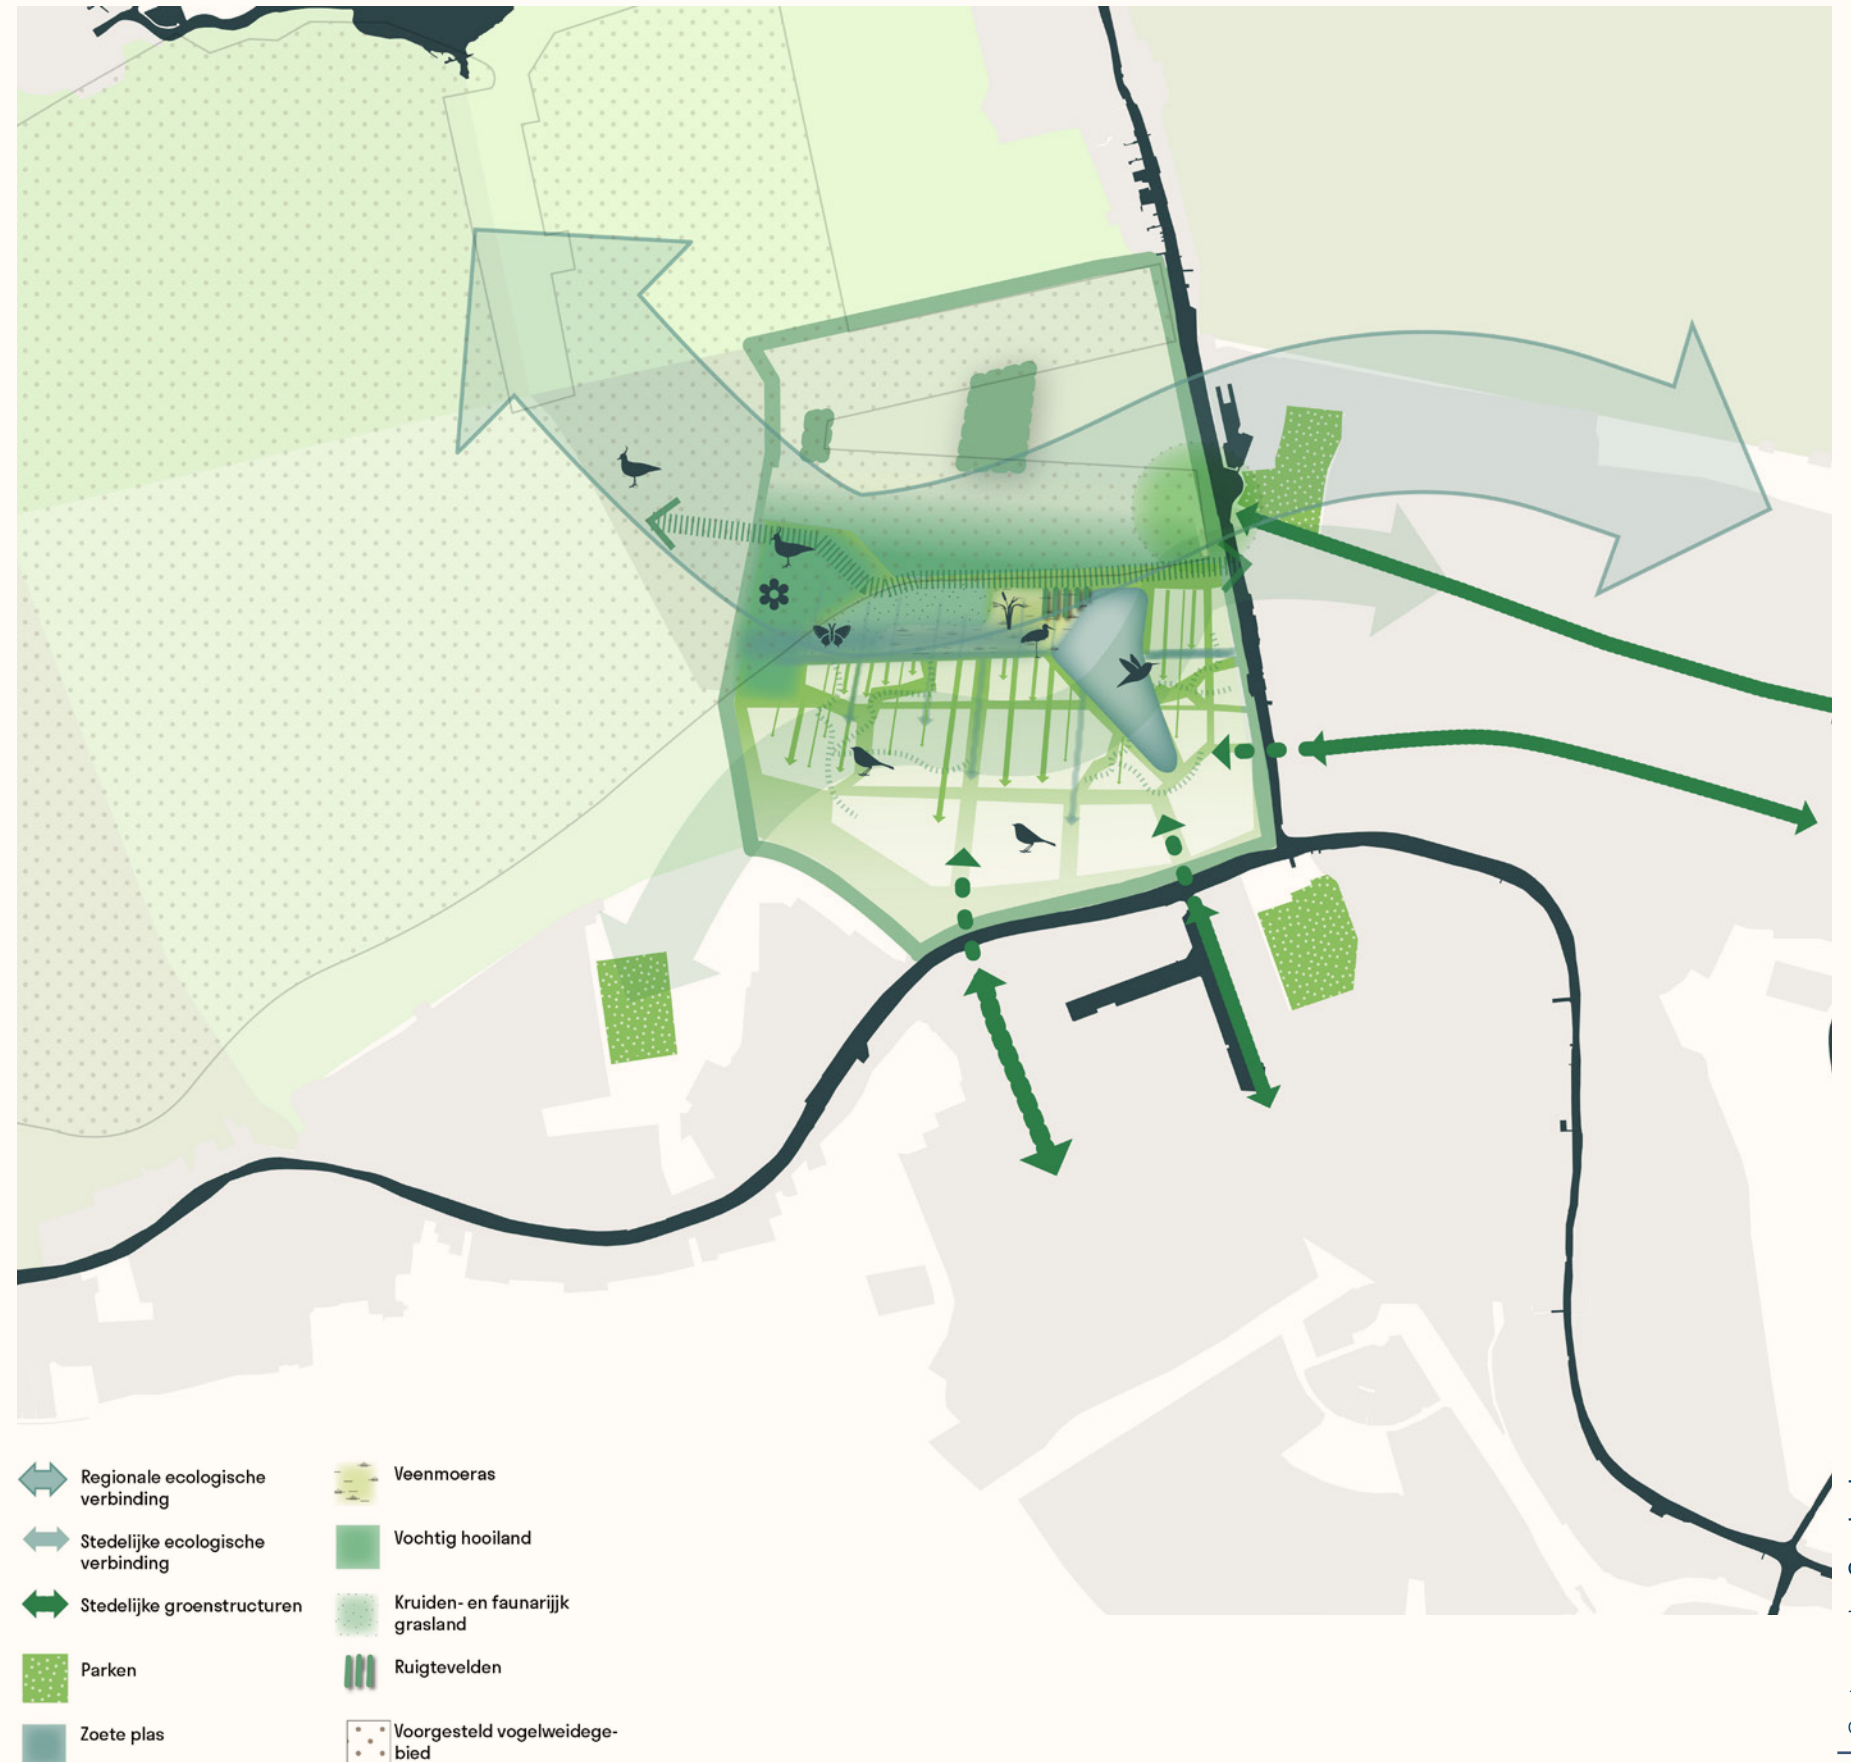 Regionale ecologische
verbinding
Stedelijke ecologische
verbinding
Stedelijke groenstructuren
Parken
Zoete plas
Veenmoeras
Vochtig hooiland
Kruiden- en faunarijjk
grasland
Ruigtevelden
Voorgesteld vogelweidege-
bied